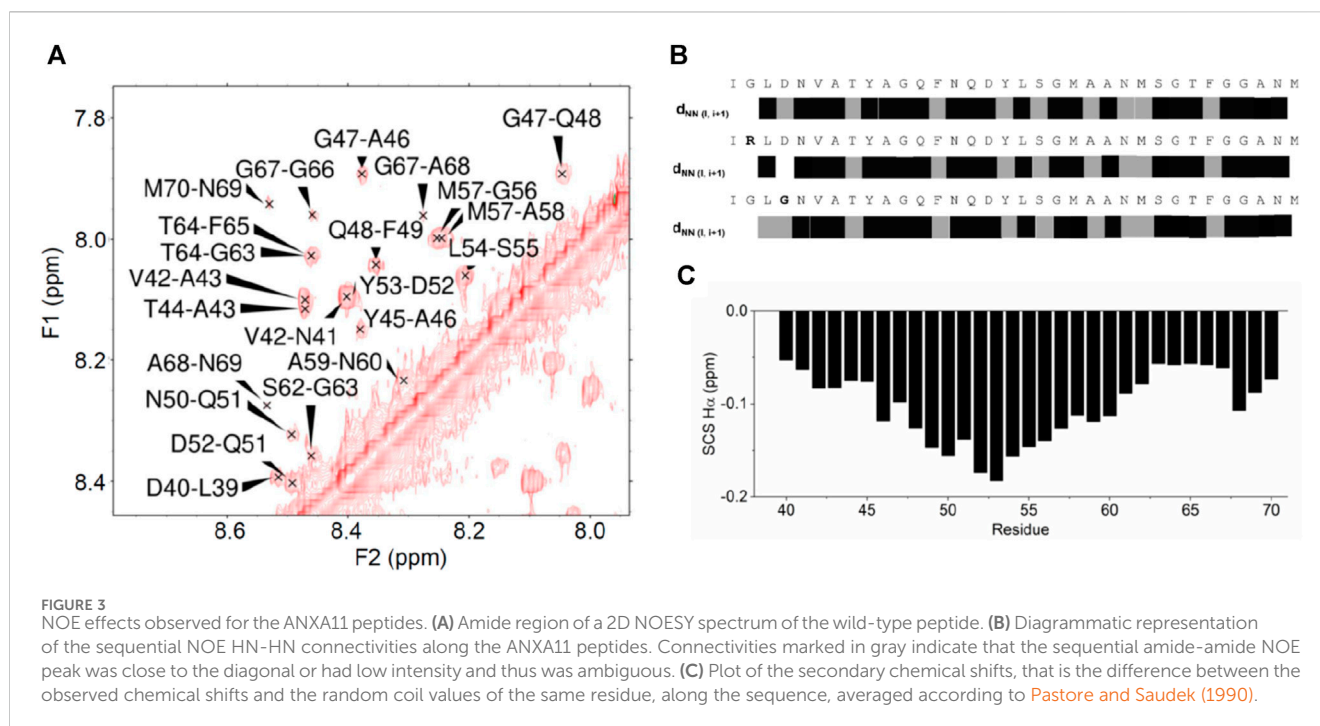 A
7.8
8.0
8.2
8.4
F1 (ppm)
8.6
8.4
8.2
8.0
F2 (ppm)
G47-Q48
G47-A46
G67-A68
G67-G66
M70-N69
M57-G56
M57-A58
T64-F65
Q48-F49
L54-S55
T64-G63
V42-A43
Y53-D52
T44-A43
Y45-A46
V42-N41
A68-N69
A59-N60
S62-G63
N50-Q51
D52-Q51
D40-L39
B
I G L D N V A T Y A G Q F N Q D Y L S G M A A N M S G T F G G A N M
dNN (I, i+1)
I R L D N V A T Y A G Q F N Q D Y L S G M A A N M S G T F G G A N M
dNN (I, i+1)
I G L G N V A T Y A G Q F N Q D Y L S G M A A N M S G T F G G A N M
dNN (I, i+1)
C
0.0
-0.1
-0.2
SCS Hα (ppm)
40
45
50
55
60
65
70
Residue
FIGURE 3
NOE effects observed for the ANXA11 peptides. (A) Amide region of a 2D NOESY spectrum of the wild-type peptide. (B) Diagrammatic representation
of the sequential NOE HN-HN connectivities along the ANXA11 peptides. Connectivities marked in gray indicate that the sequential amide-amide NOE
peak was close to the diagonal or had low intensity and thus was ambiguous. (C) Plot of the secondary chemical shifts, that is the difference between the
observed chemical shifts and the random coil values of the same residue, along the sequence, averaged according to Pastore and Saudek (1990).